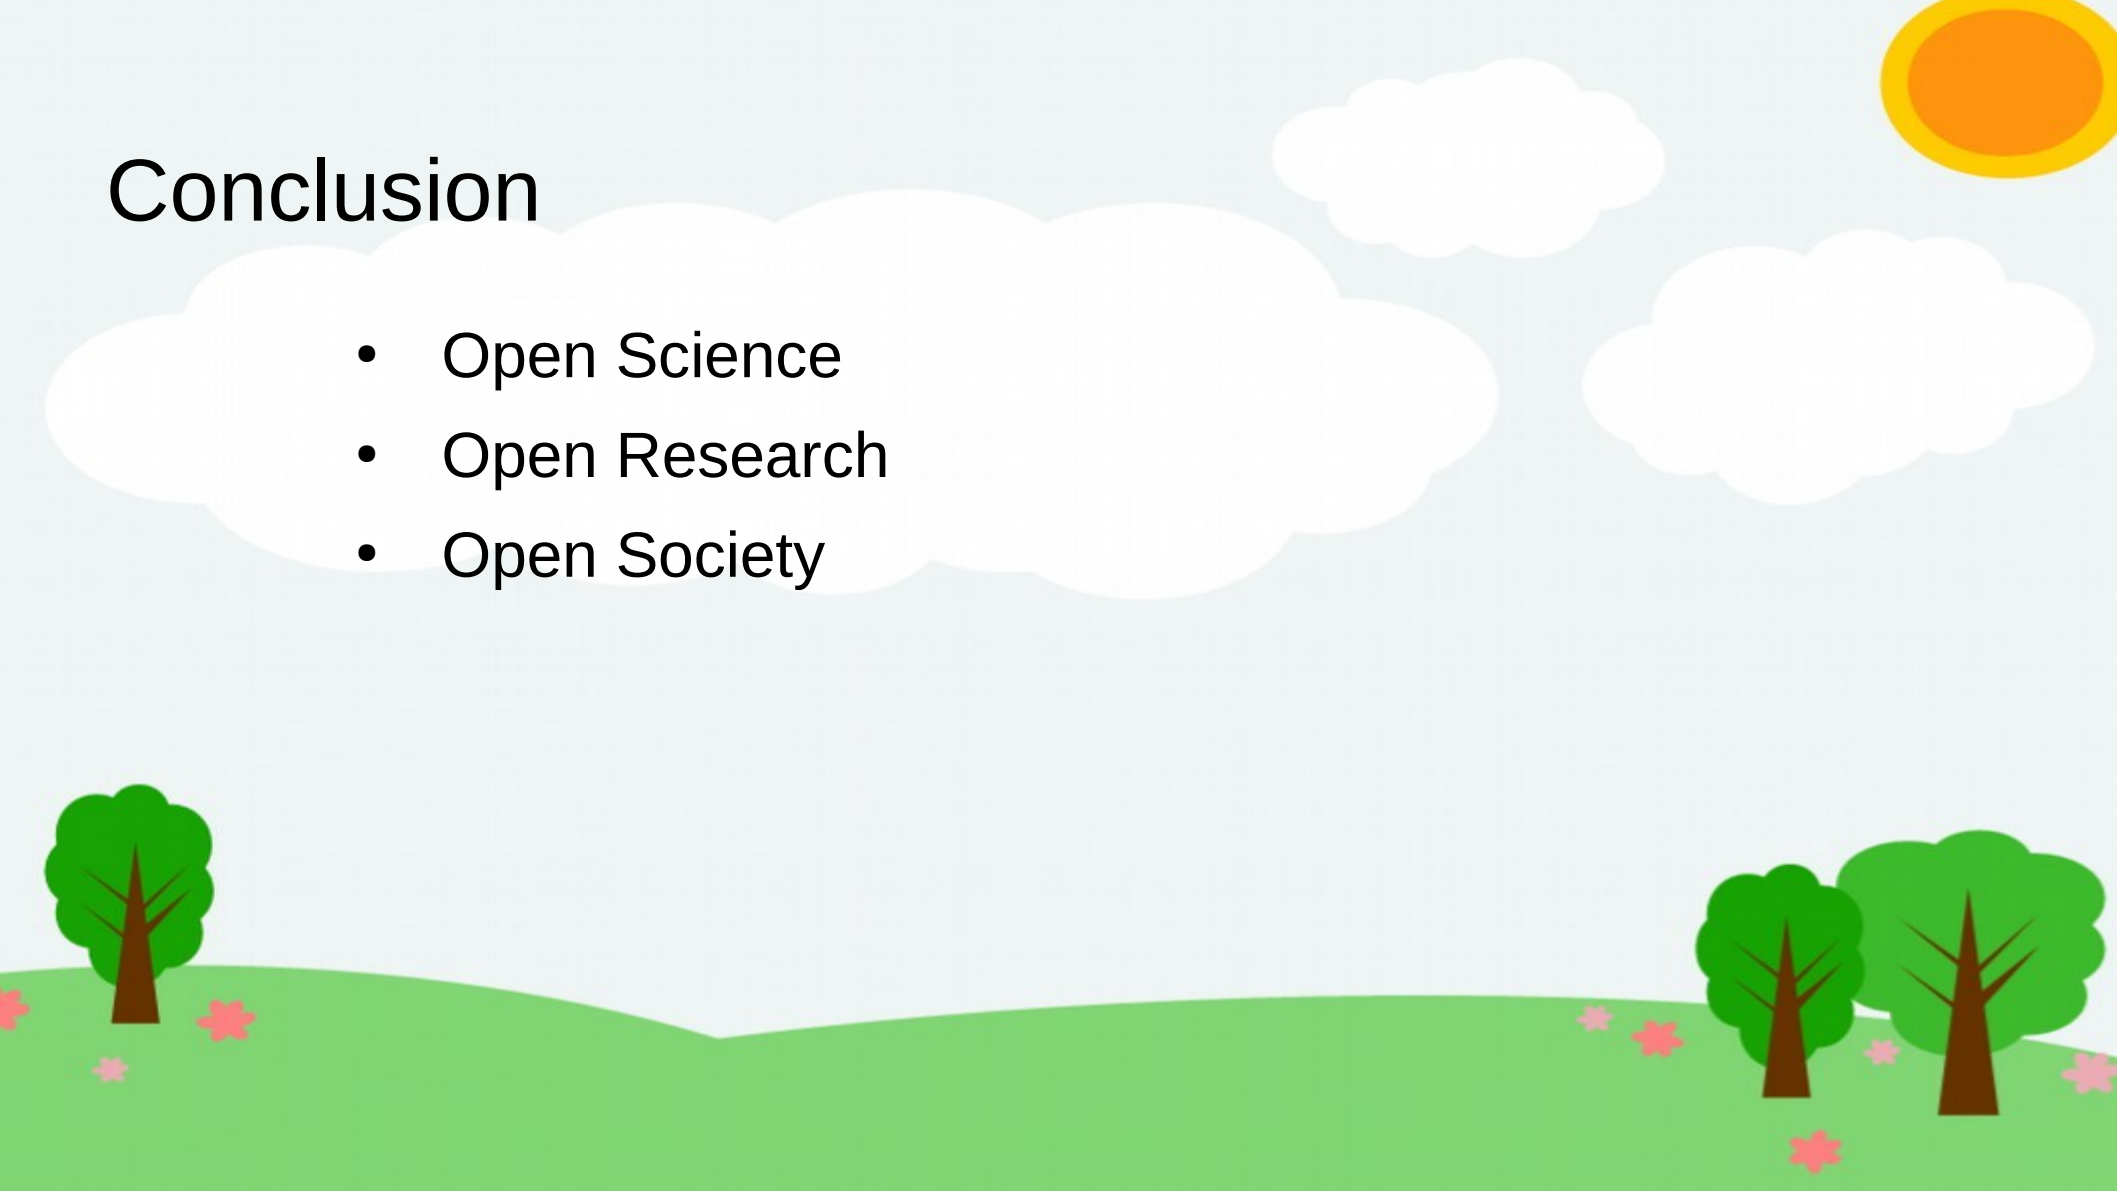 Conclusion
• Open Science
• Open Research
• Open Society